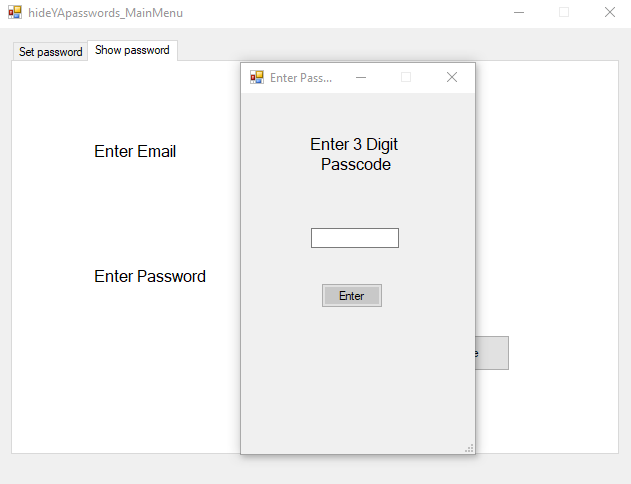 hideYApasswords_MainMenu
Set password
Show password
Enter Pass...
Enter Email
Enter 3 Digit
Passcode
Enter Password
Enter
e